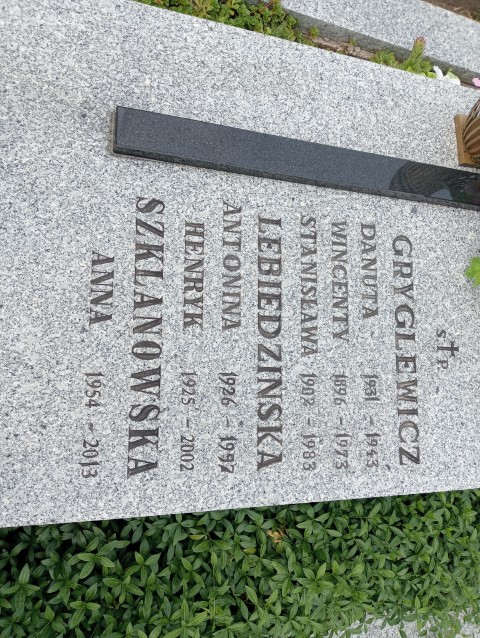 Ś.†P.
GRYGLEWICZ
DANUTA 1931 - 1943
WINCENTY 1896 - 1973
STANISŁAWA 1902 - 1983
LEBIEDZIŃSKA
ANTONINA 1926 - 1997
HENRYK 1925 - 2002
SZKLANOWSKA
ANNA 1954 - 2013